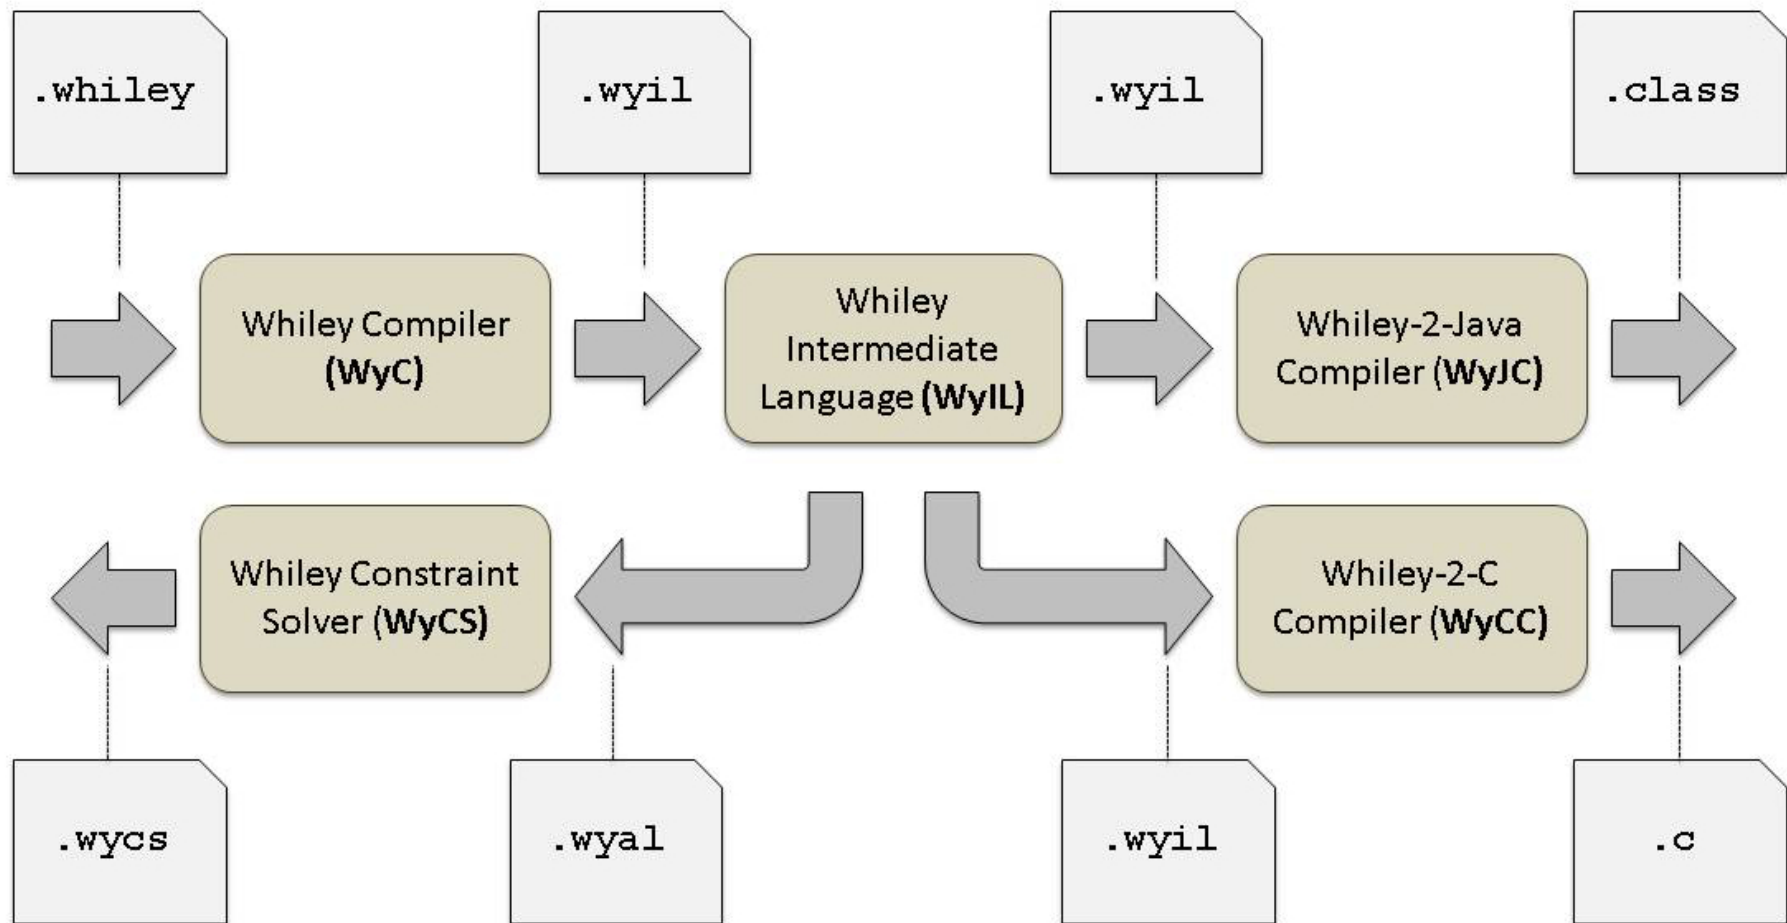 .whiley
.wyil
.wyil
.class
Whiley Compiler
(WyC)
Whiley
Intermediate
Language (WyIL)
Whiley-2-Java
Compiler (WyJC)
Whiley Constraint
Solver (WyCS)
Whiley-2-C
Compiler (WyCC)
.wycs
.wyal
.wyil
.c